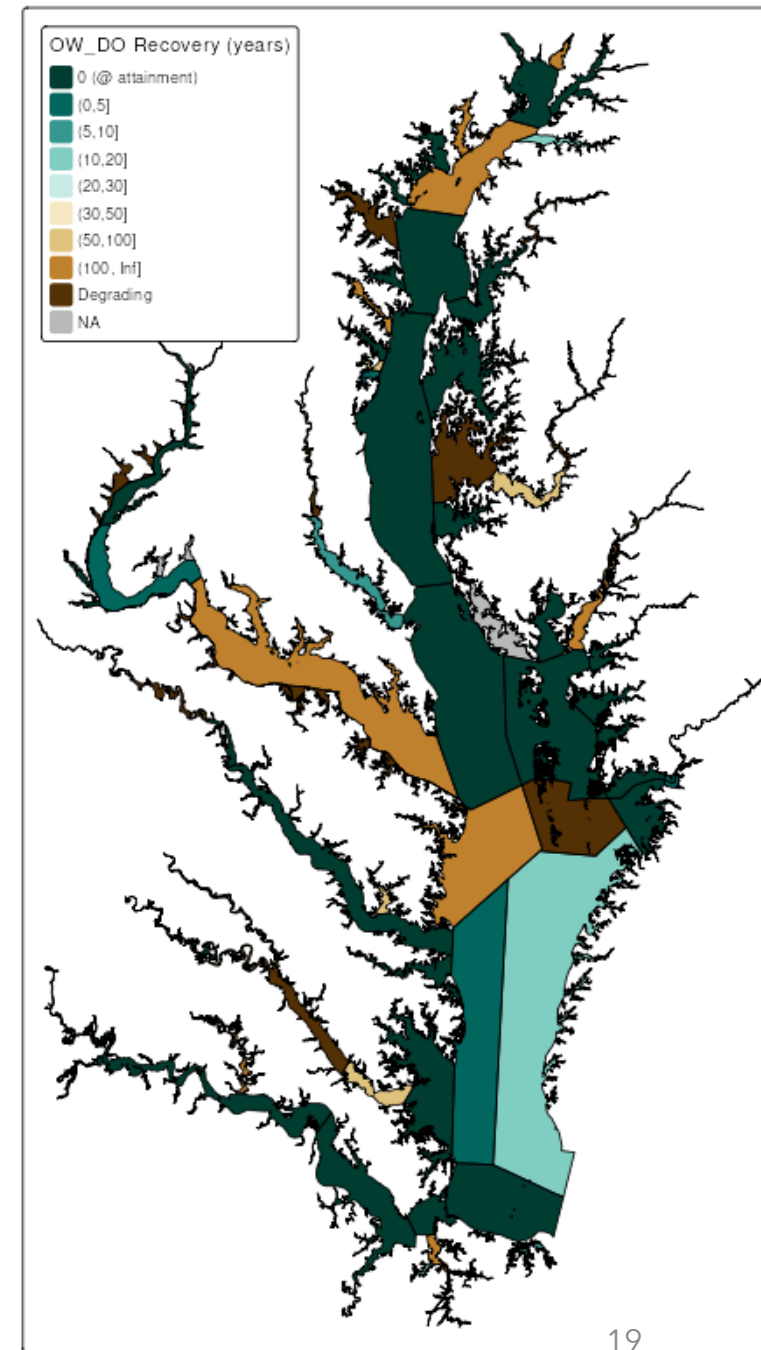 OW_DO Recovery (years)
0 (@ attainment)
(0,5]
(5,10]
(10,20]
(20,30]
(30,50]
(50,100]
(100, Inf]
Degrading
NA
19